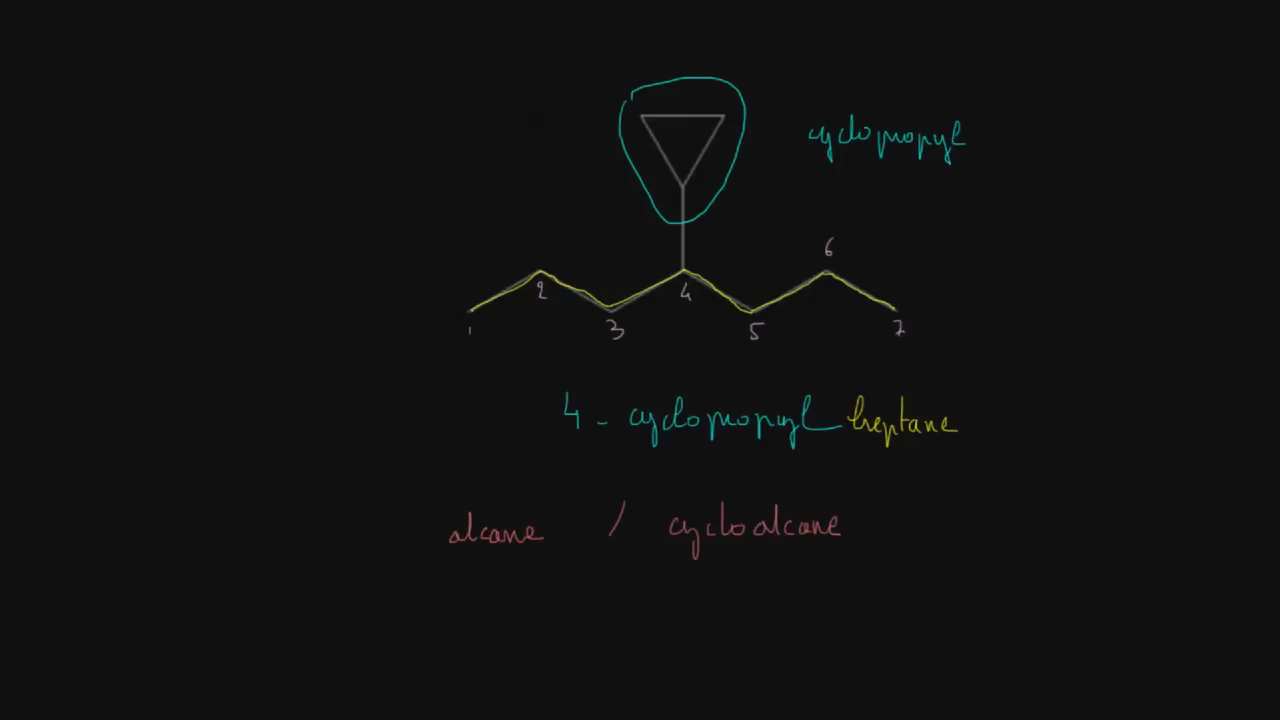 cyclopropyl
6
2 4
1 3 5 7
4 - cyclopropyl heptane
alcane / cycloalcane